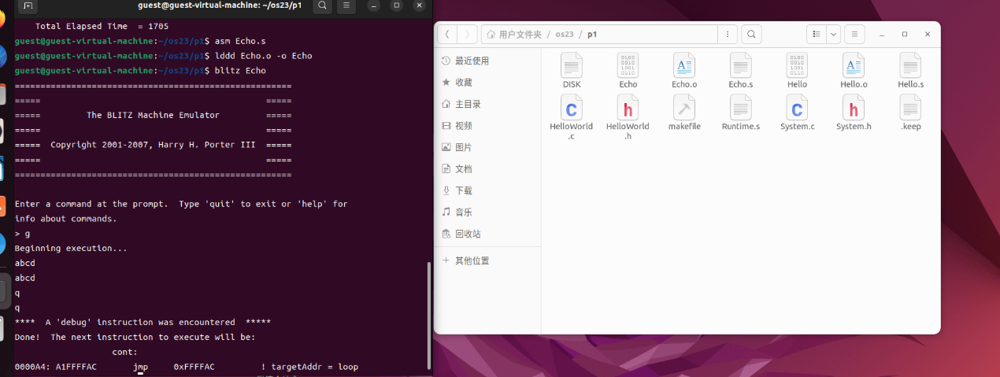 guest@guest-virtual-machine: ~/os23/p1
Total Elapsed Time  = 1705
guest@guest-virtual-machine:~/os23/p1$ asm Echo.s
guest@guest-virtual-machine:~/os23/p1$ lddd Echo.o -o Echo
guest@guest-virtual-machine:~/os23/p1$ blitz Echo
======================================================
=====                                            =====
=====         The BLITZ Machine Emulator         =====
=====                                            =====
=====  Copyright 2001-2007, Harry H. Porter III  =====
=====                                            =====
======================================================
Enter a command at the prompt.  Type 'quit' to exit or 'help' for
info about commands.
> g
Beginning execution...
abcd
abcd
q
q
****  A 'debug' instruction was encountered  *****
Done!  The next instruction to execute will be:
cont:
0000A4: A1FFFFAC       jmp     0xFFFFAC         ! targetAddr = loop
用户文件夹 / os23 / p1
最近使用
收藏
主目录
视频
图片
文档
下载
音乐
回收站
其他位置
DISK
Echo
Echo.o
Echo.s
Hello
Hello.o
Hello.s
HelloWorld
.c
HelloWorld
.h
makefile
Runtime.s
System.c
System.h
.keep